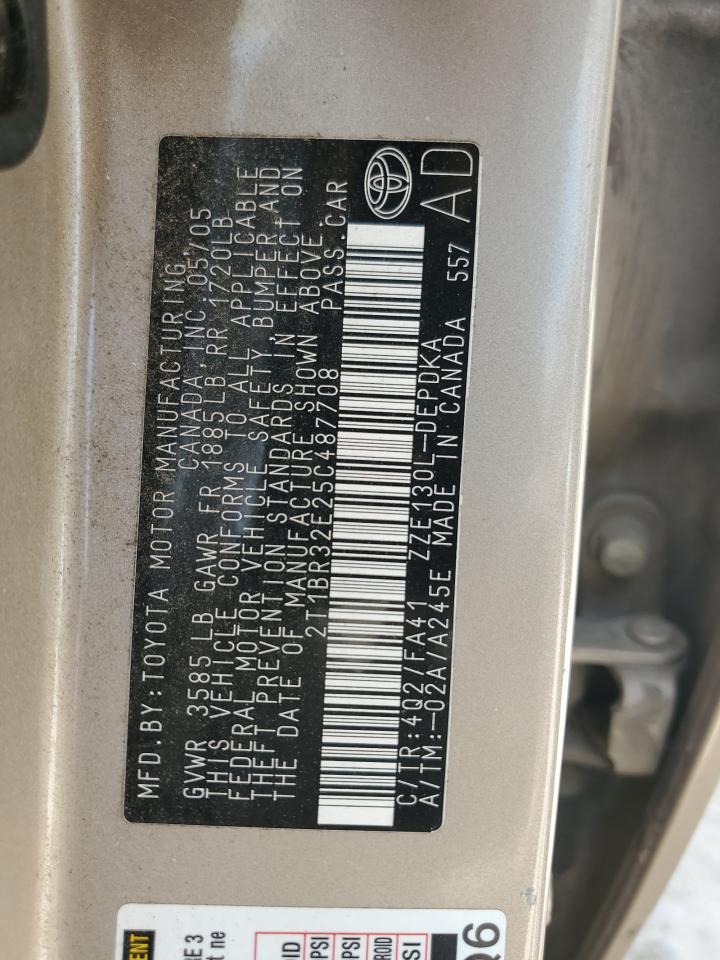 MFD. BY: TOYOTA MOTOR MANUFACTURING
CANADA, INC. 05/05
GVWR 3585 LB GAWR FR 1885LB RR 1720LB
THIS VEHICLE CONFORMS TO ALL APPLICABLE
FEDERAL MOTOR VEHICLE SAFETY BUMPER AND
THEFT PREVENTION STANDARDS IN EFFECT ON
THE DATE OF MANUFACTURE SHOWN ABOVE
2T1BR32E25C487708 PASS. CAR
C/TR:4Q2/FA41 ZZE130L-DEPDKA
A/TM:-02A/A245E MADE IN CANADA 557
AD